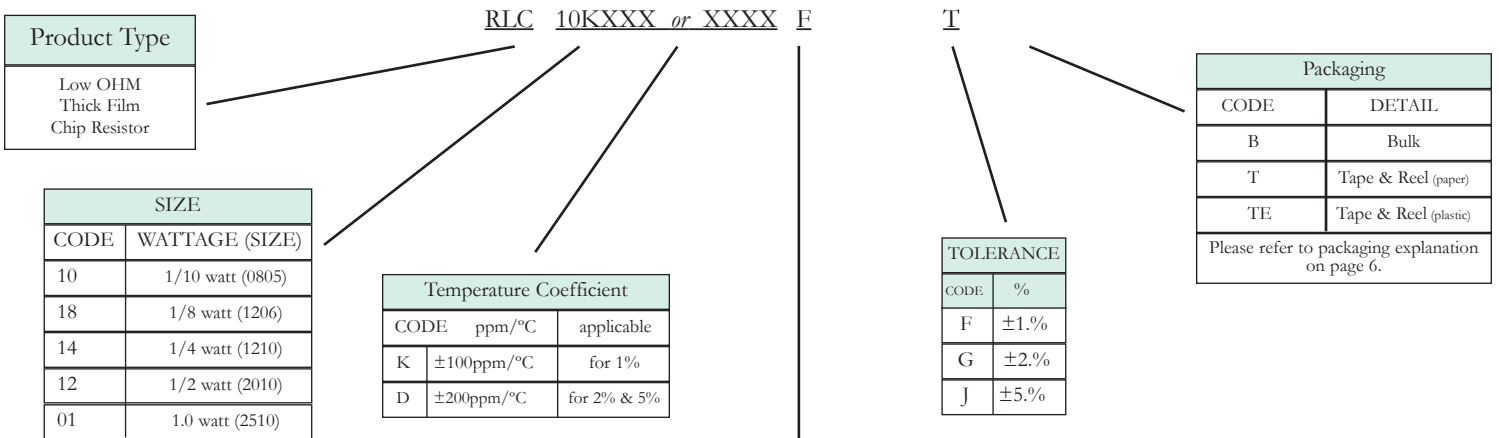 RLC 10KXXX or XXXX F T
Product Type
Low OHM
Thick Film
Chip Resistor
SIZE
CODE WATTAGE (SIZE)
10 1/10 watt (0805)
18 1/8 watt (1206)
14 1/4 watt (1210)
12 1/2 watt (2010)
01 1.0 watt (2510)
Temperature Coefficient
CODE ppm/ºC applicable
K ±100ppm/ºC for 1%
D ±200ppm/ºC for 2% & 5%
TOLERANCE
CODE %
F ±1.%
G ±2.%
J ±5.%
Packaging
CODE DETAIL
B Bulk
T Tape & Reel (paper)
TE Tape & Reel (plastic)
Please refer to packaging explanation
on page 6.